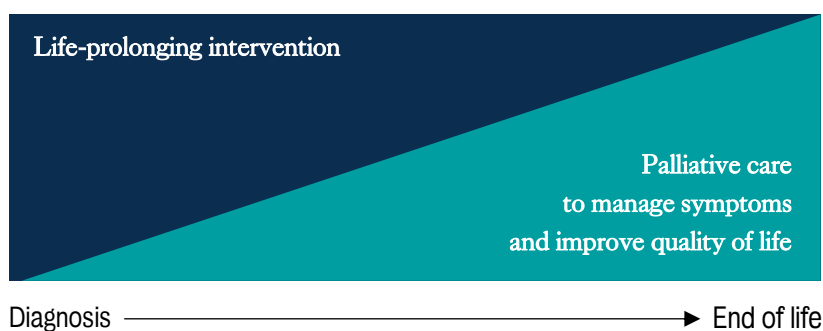 Life-prolonging intervention
Palliative care
to manage symptoms
and improve quality of life
Diagnosis
End of life